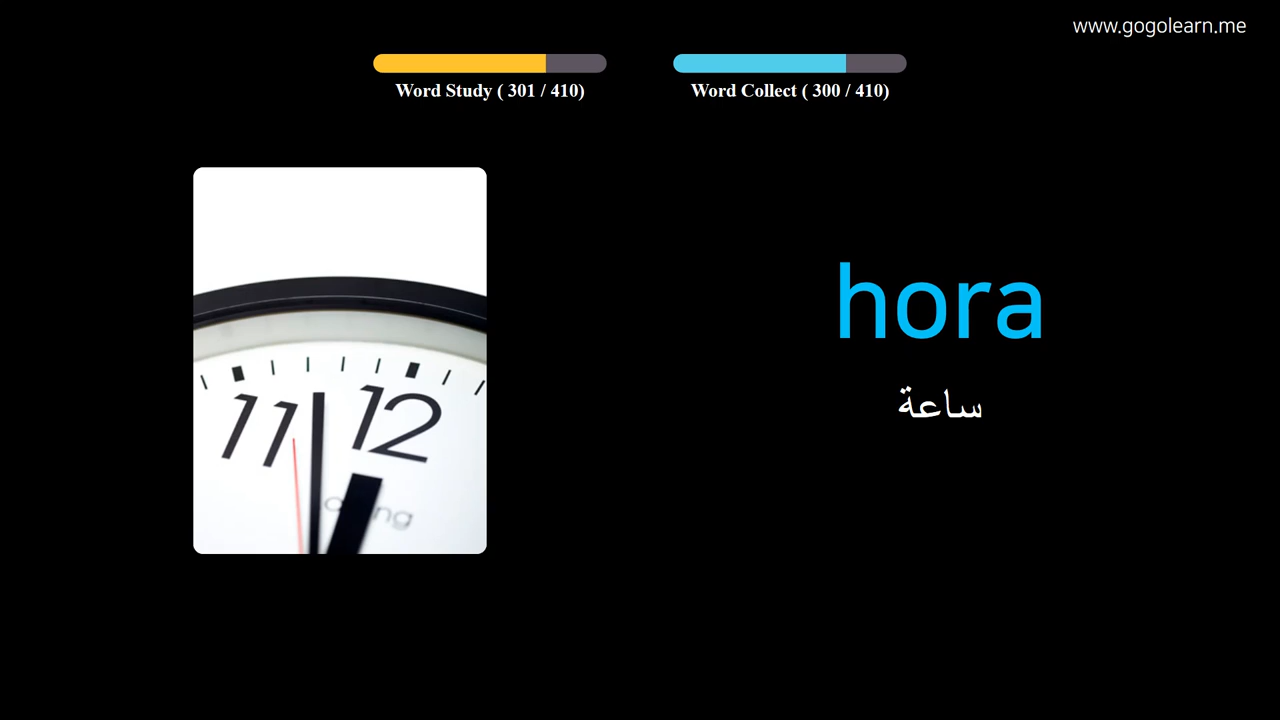 www.gogolearn.me
Word Study ( 301 / 410)
Word Collect ( 300 / 410)
11
12
hora
ساعة